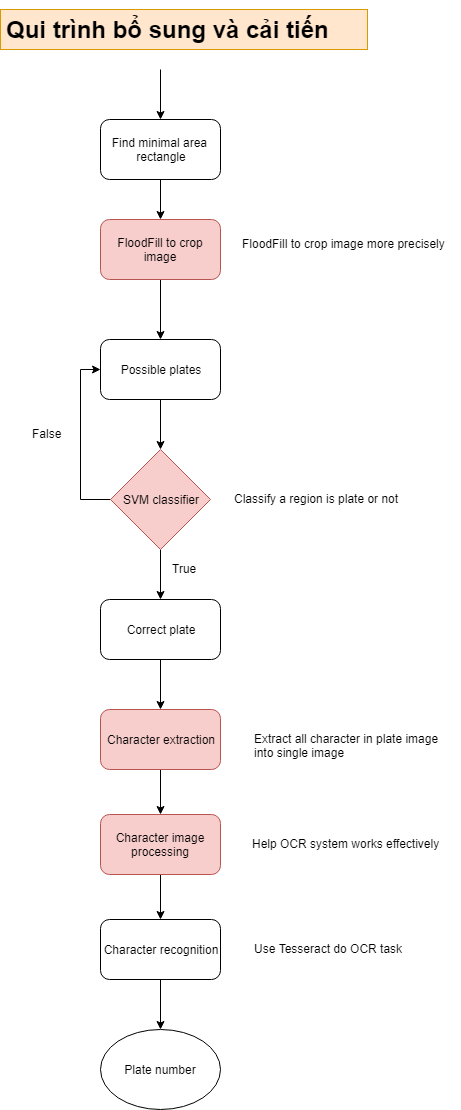 Qui trình bổ sung và cải tiến
Find minimal area
rectangle
FloodFill to crop
image
FloodFill to crop image more precisely
Possible plates
False
SVM classifier
Classify a region is plate or not
True
Correct plate
Character extraction
Extract all character in plate image
into single image
Character image
processing
Help OCR system works effectively
Character recognition
Use Tesseract do OCR task
Plate number